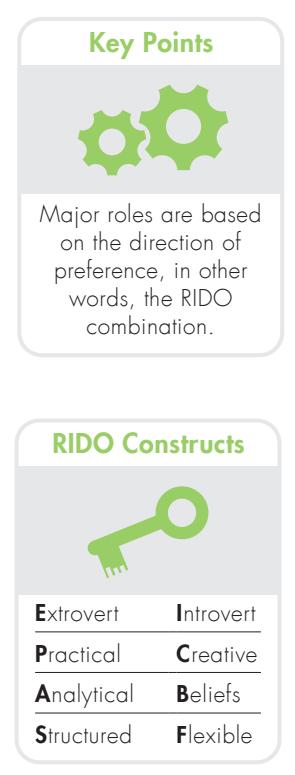 Key Points
Major roles are based
on the direction of
preference, in other
words, the RIDO
combination.
RIDO Constructs
Extrovert Introvert
Practical Creative
Analytical Beliefs
Structured Flexible